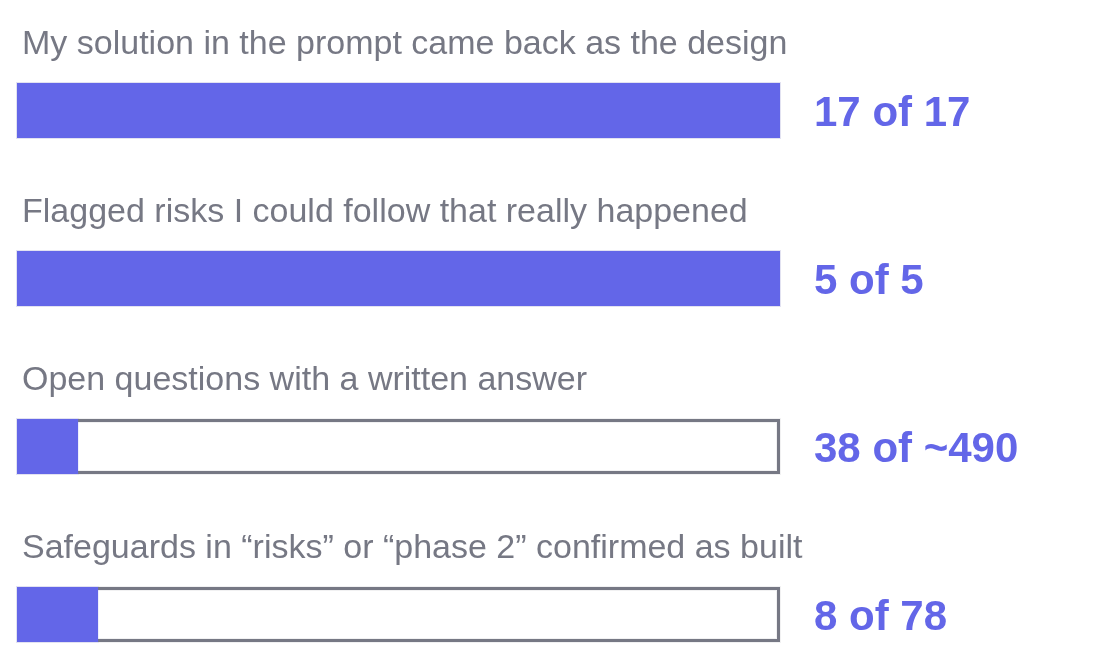 My solution in the prompt came back as the design
17 of 17
Flagged risks I could follow that really happened
5 of 5
Open questions with a written answer
38 of ~490
Safeguards in “risks” or “phase 2” confirmed as built
8 of 78